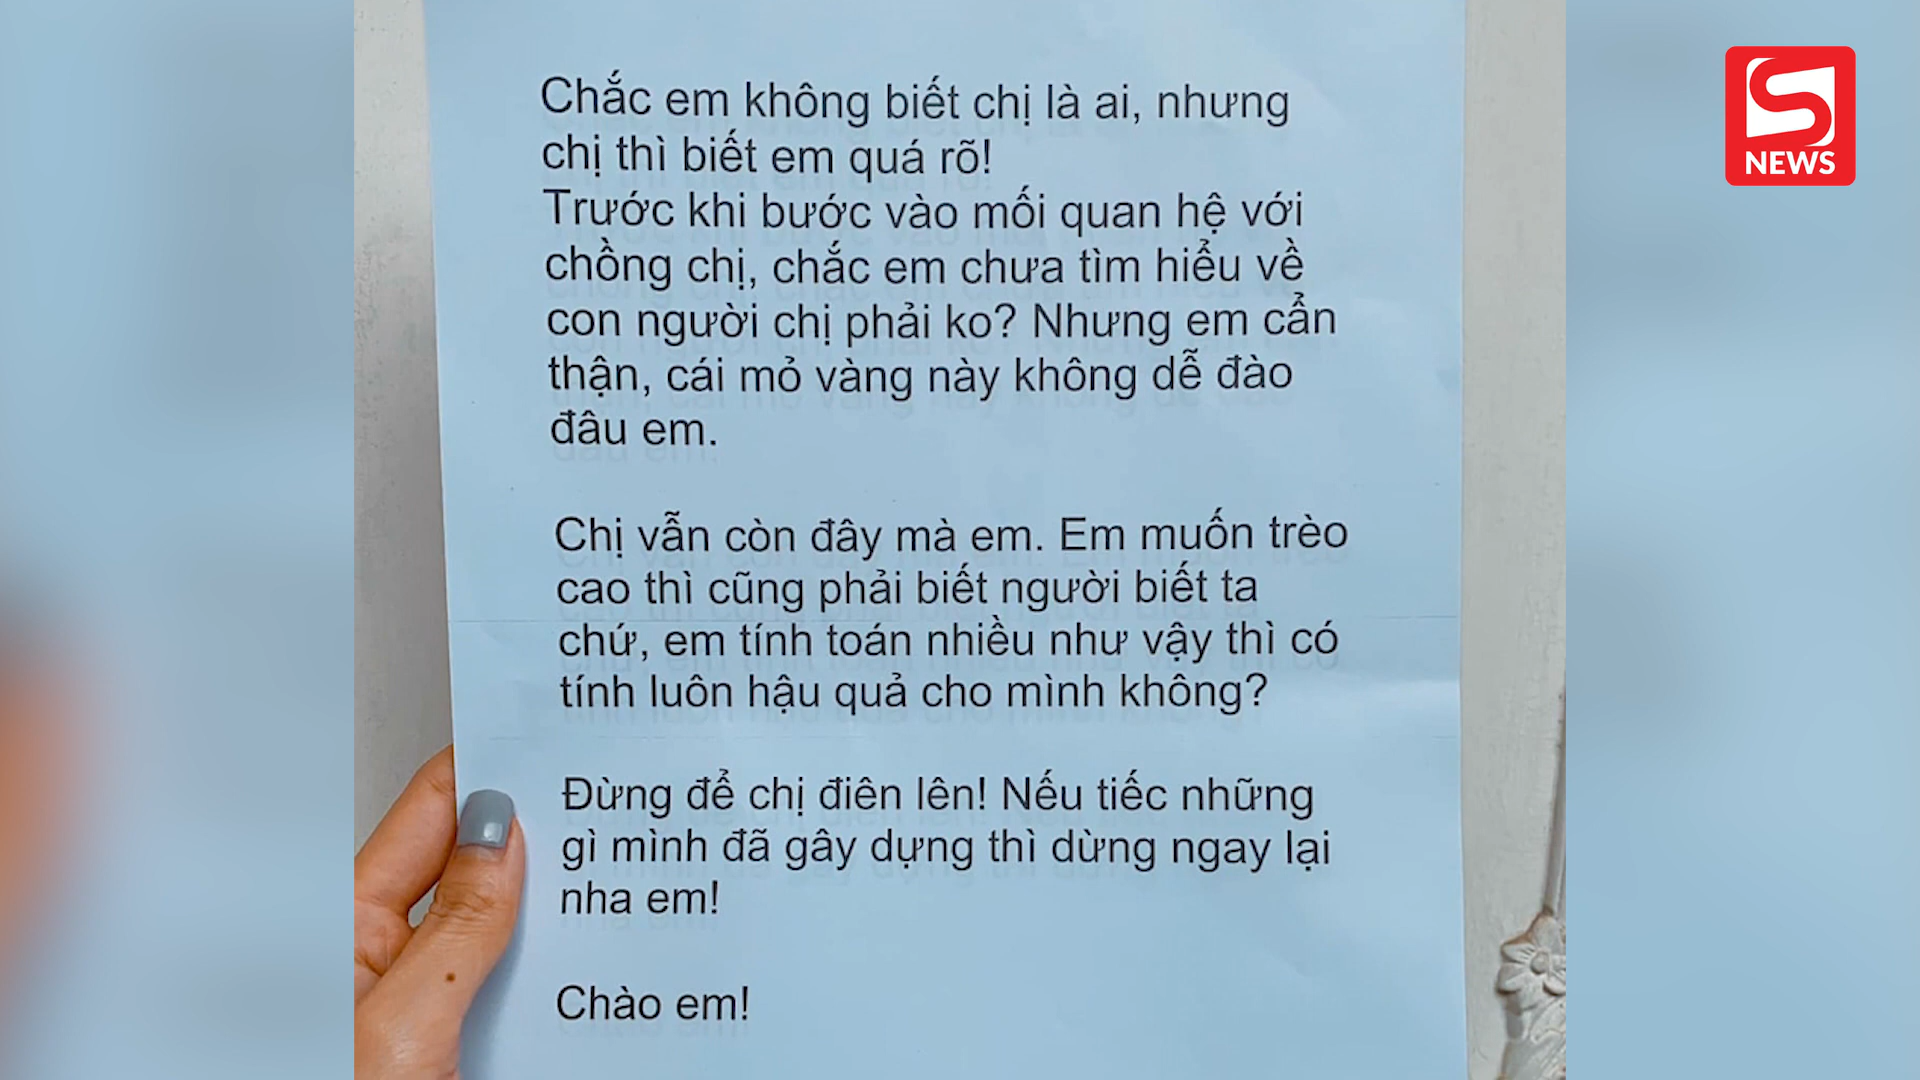 Chắc em không biết chị là ai, nhưng
chị thì biết em quá rõ!
Trước khi bước vào mối quan hệ với
chồng chị, chắc em chưa tìm hiểu về
con người chị phải ko? Nhưng em cẩn
thận, cái mỏ vàng này không dễ đào
đâu em.
Chị vẫn còn đây mà em. Em muốn trèo
cao thì cũng phải biết người biết ta
chứ, em tính toán nhiều như vậy thì có
tính luôn hậu quả cho mình không?
Đừng để chị điên lên! Nếu tiếc những
gì mình đã gây dựng thì dừng ngay lại
nha em!
Chào em!
S
NEWS